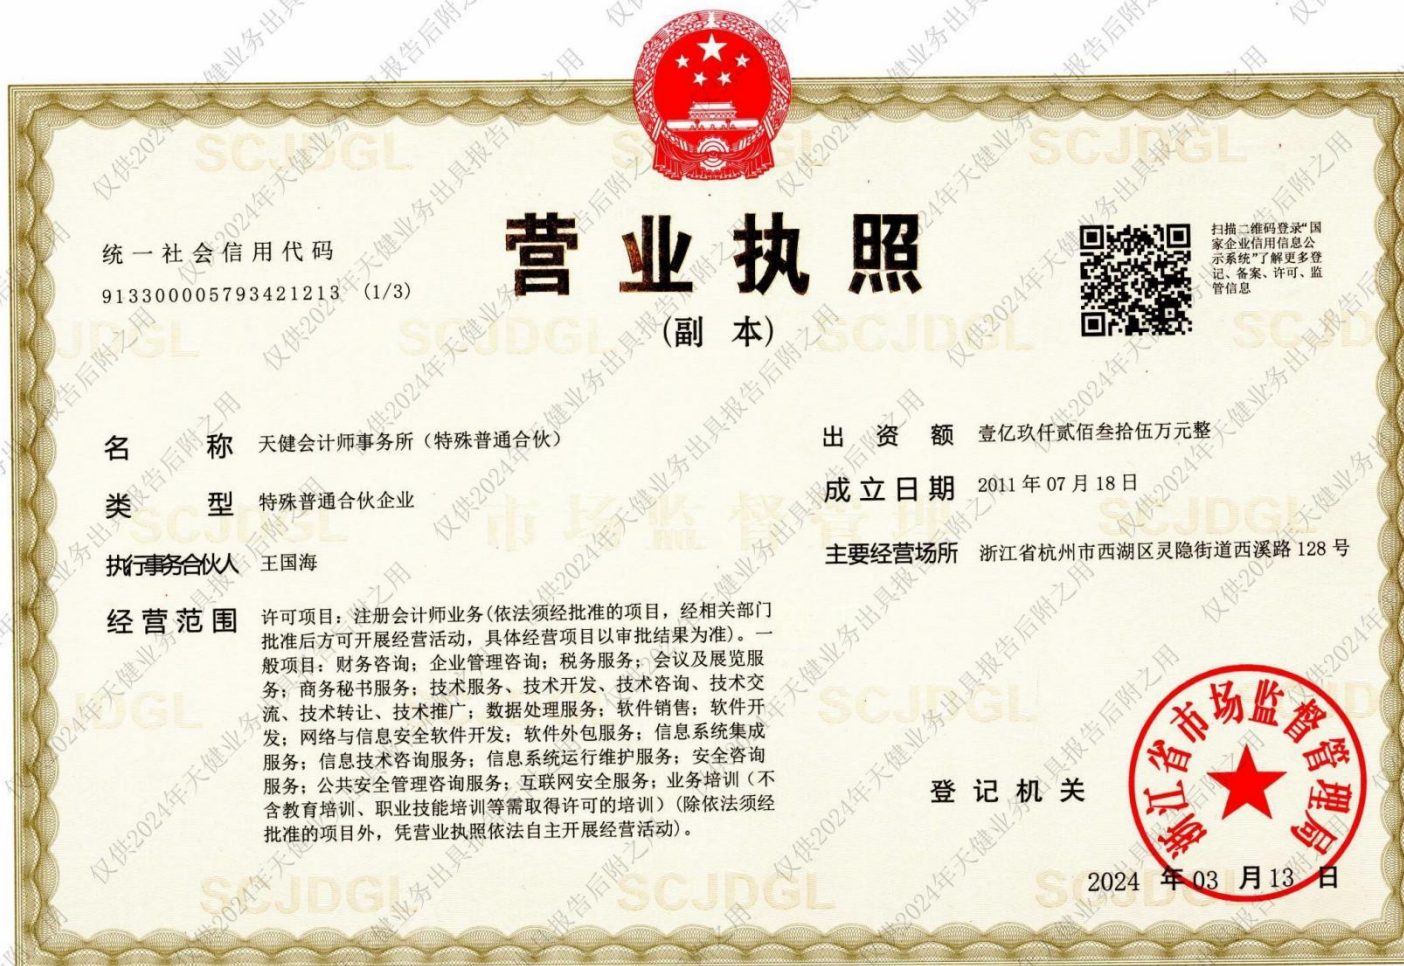 营业执照
(副 本)
统一社会信用代码
913300005793421213 (1/3)
扫描二维码登录“国
家企业信用信息公
示系统”了解更多登
记、备案、许可、监
管信息
名 称 天健会计师事务所（特殊普通合伙）
类 型 特殊普通合伙企业
执行事务合伙人 王国海
经营范围 许可项目：注册会计师业务(依法须经批准的项目，经相关部门
批准后方可开展经营活动，具体经营项目以审批结果为准)。一
般项目：财务咨询；企业管理咨询；税务服务；会议及展览服
务；商务秘书服务；技术服务、技术开发、技术咨询、技术交
流、技术转让、技术推广；数据处理服务；软件销售；软件开
发；网络与信息安全软件开发；软件外包服务；信息系统集成
服务；信息技术咨询服务；信息系统运行维护服务；安全咨询
服务；公共安全管理咨询服务；互联网安全服务；业务培训（不
含教育培训、职业技能培训等需取得许可的培训）(除依法须经
批准的项目外，凭营业执照依法自主开展经营活动)。
出 资 额 壹亿玖仟贰佰叁拾伍万元整
成立日期 2011年07月18日
主要经营场所 浙江省杭州市西湖区灵隐街道西溪路128号
登记机关
浙江省市场监督管理局
2024 年 03 月 13 日
SCJDGL
市场监督管理
仅供2024年天健业务出具报告后附之用